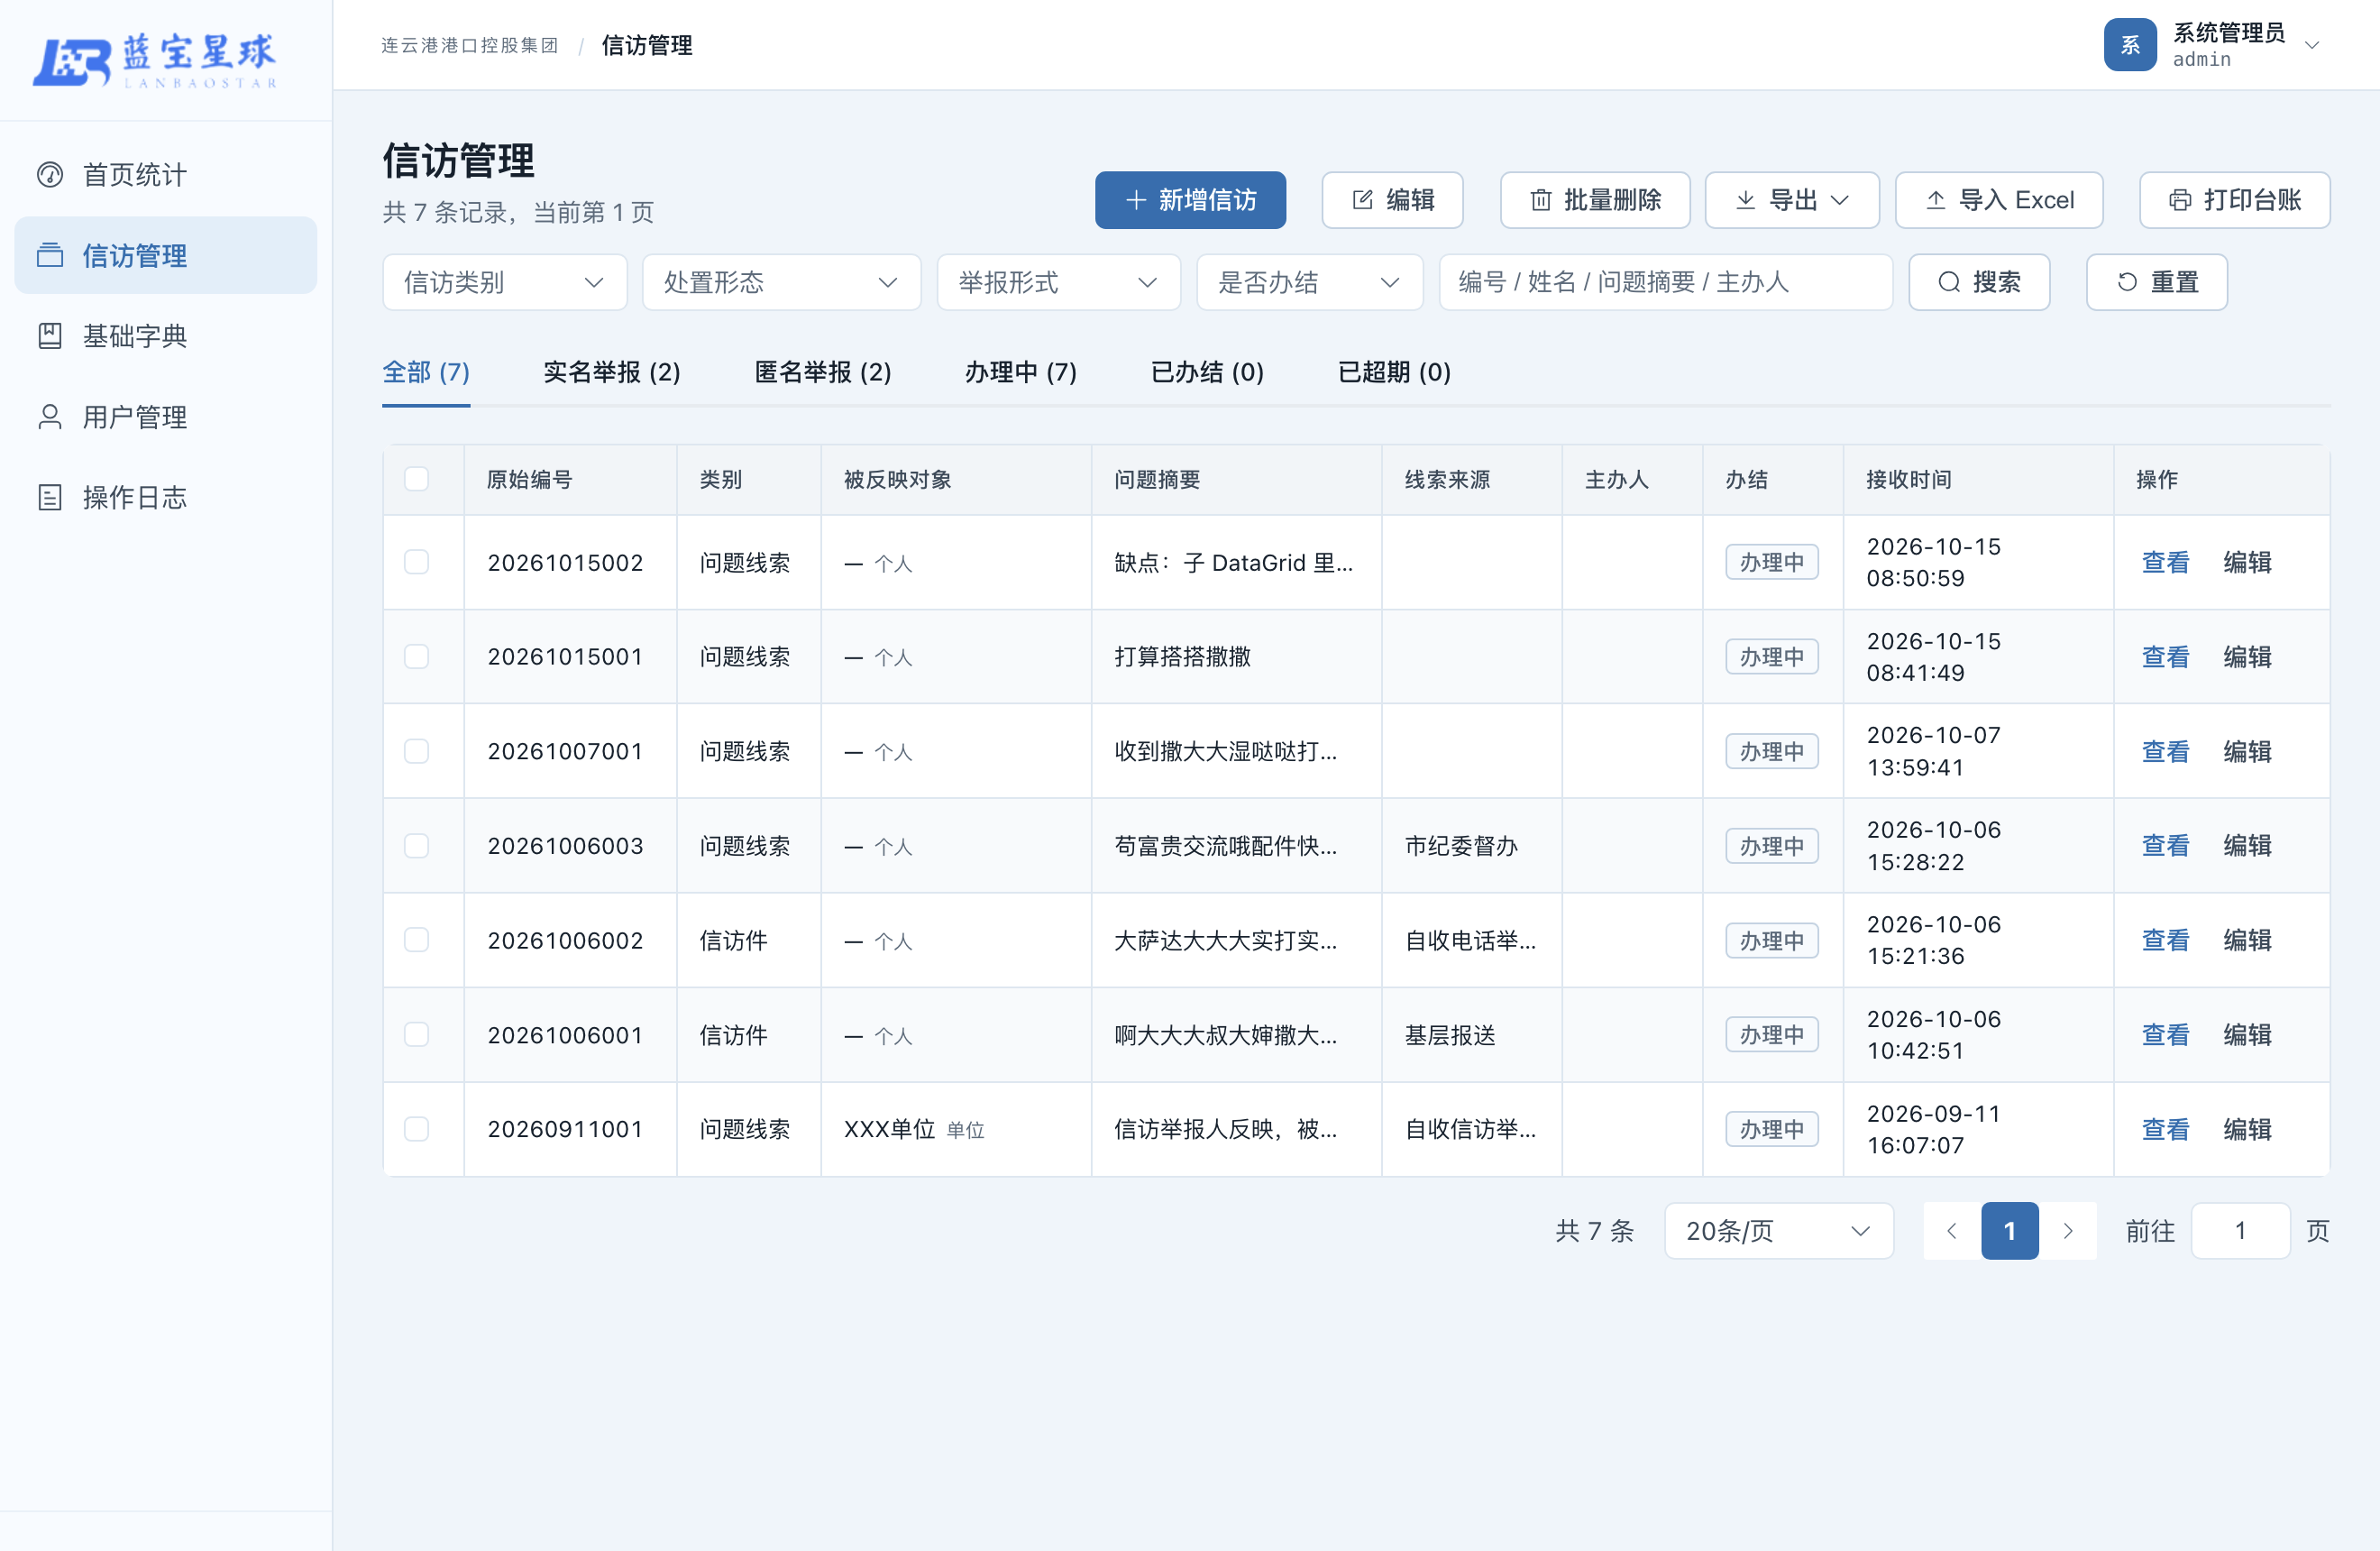 蓝宝星球
LANBAOSTAR
连云港港口控股集团 / 信访管理
系
系统管理员
admin
首页统计
信访管理
基础字典
用户管理
操作日志
信访管理
共 7 条记录，当前第 1 页
新增信访 编辑 批量删除 导出 导入 Excel 打印台账
信访类别 处置形态 举报形式 是否办结 编号 / 姓名 / 问题摘要 / 主办人 搜索 重置
全部 (7) 实名举报 (2) 匿名举报 (2) 办理中 (7) 已办结 (0) 已超期 (0)
原始编号 类别 被反映对象 问题摘要 线索来源 主办人 办结 接收时间 操作
20261015002 问题线索 — 个人 缺点：子 DataGrid 里... 办理中 2026-10-15 08:50:59 查看 编辑
20261015001 问题线索 — 个人 打算搭搭撒撒 办理中 2026-10-15 08:41:49 查看 编辑
20261007001 问题线索 — 个人 收到撒大大湿哒哒打... 办理中 2026-10-07 13:59:41 查看 编辑
20261006003 问题线索 — 个人 苟富贵交流哦配件快... 市纪委督办 办理中 2026-10-06 15:28:22 查看 编辑
20261006002 信访件 — 个人 大萨达大大大实打实... 自收电话举... 办理中 2026-10-06 15:21:36 查看 编辑
20261006001 信访件 — 个人 啊大大大叔大婶撒大... 基层报送 办理中 2026-10-06 10:42:51 查看 编辑
20260911001 问题线索 XXX单位 单位 信访举报人反映，被... 自收信访举... 办理中 2026-09-11 16:07:07 查看 编辑
共 7 条 20条/页 1 前往 1 页